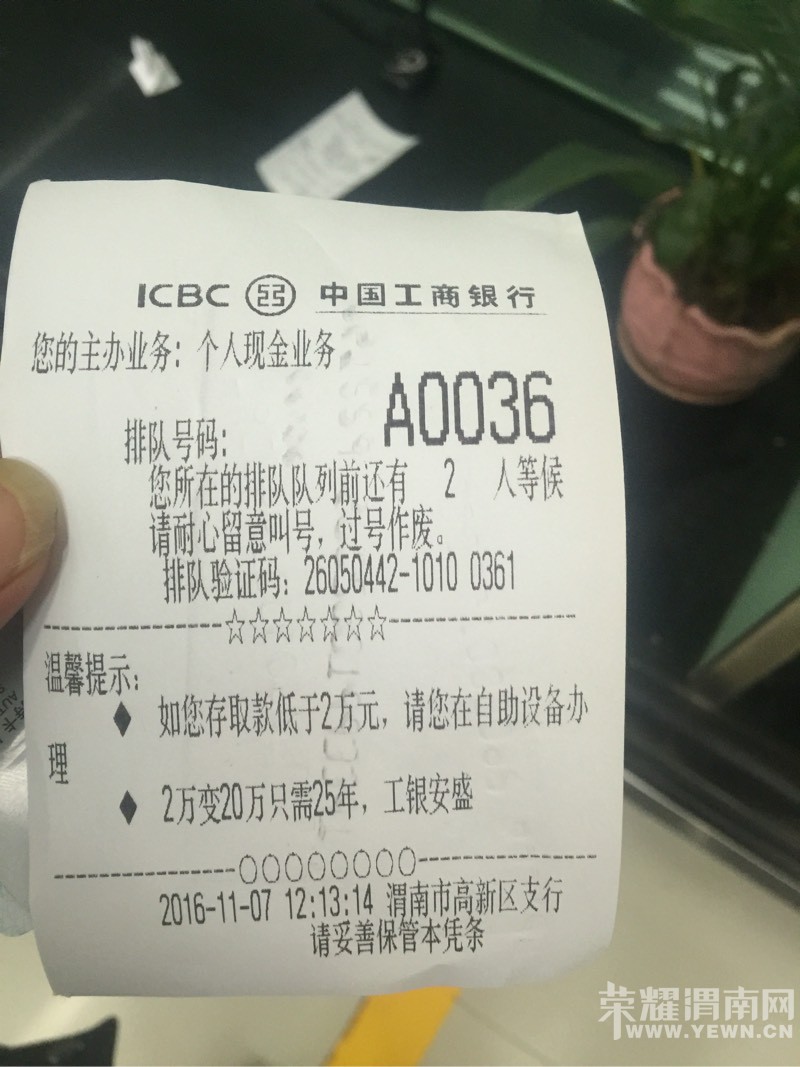 ICBC 中国工商银行
您的主办业务：个人现金业务
排队号码： A0036
您所在的排队队列前还有 2 人等候
请耐心留意叫号，过号作废。
排队验证码：26050442-1010 0361
----------☆☆☆☆☆☆☆----------
温馨提示：
◆ 如您存取款低于2万元，请您在自助设备办
理
◆ 2万变20万只需25年，工银安盛
----------○○○○○○○○----------
2016-11-07 12:13:14 渭南市高新区支行
请妥善保管本凭条
荣耀渭南网
WWW.YEWN.CN